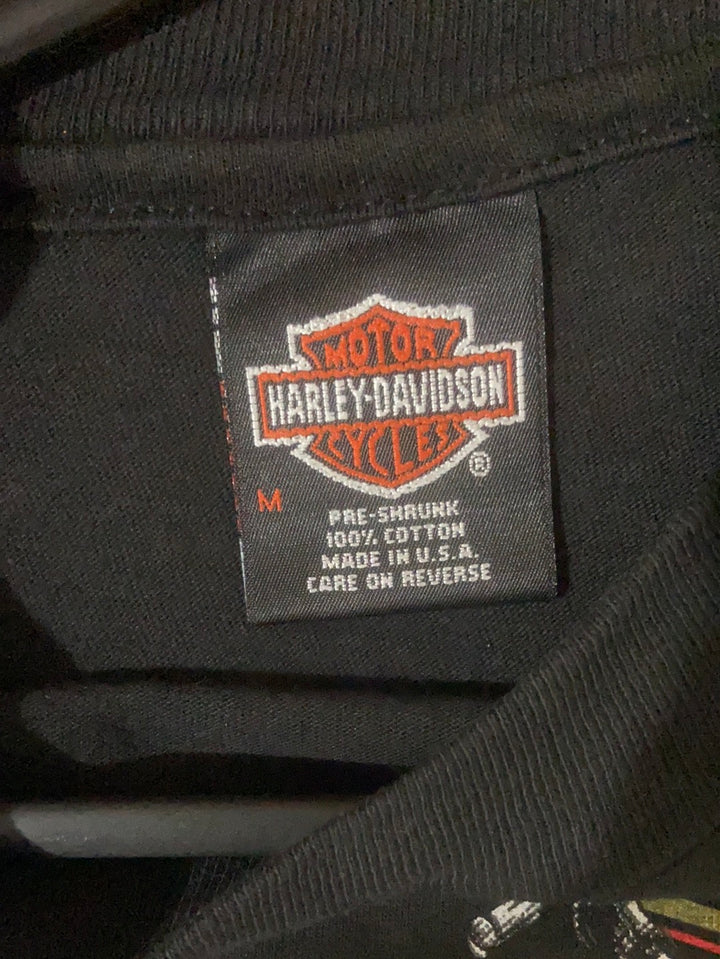 MOTOR
HARLEY-DAVIDSON
CYCLES
®
M
PRE-SHRUNK
100% COTTON
MADE IN U.S.A.
CARE ON REVERSE